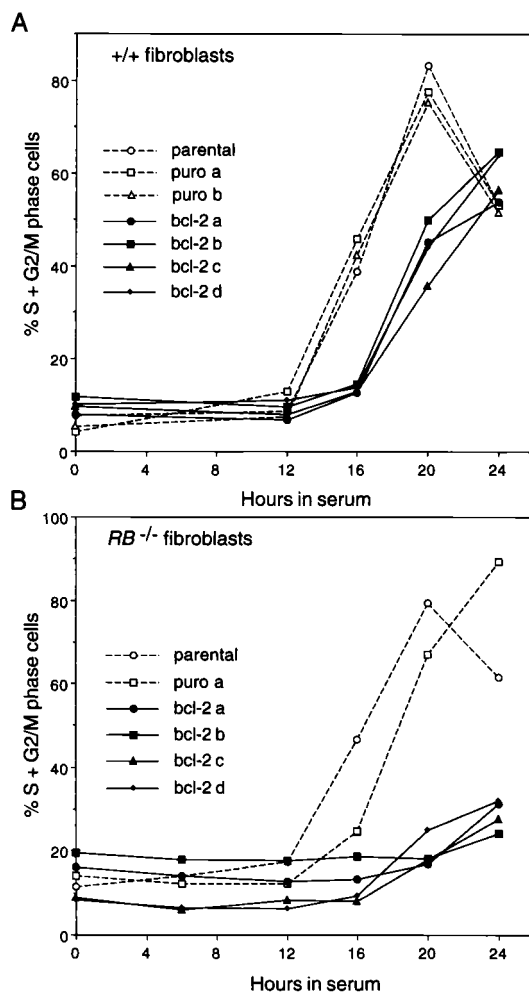 A
+/+ fibroblasts
parental
puro a
puro b
bcl-2 a
bcl-2 b
bcl-2 c
bcl-2 d
% S + G2/M phase cells
80
60
40
20
0
0 4 8 12 16 20 24
Hours in serum
B
RB -/- fibroblasts
parental
puro a
bcl-2 a
bcl-2 b
bcl-2 c
bcl-2 d
% S + G2/M phase cells
100
80
60
40
20
0
0 4 8 12 16 20 24
Hours in serum